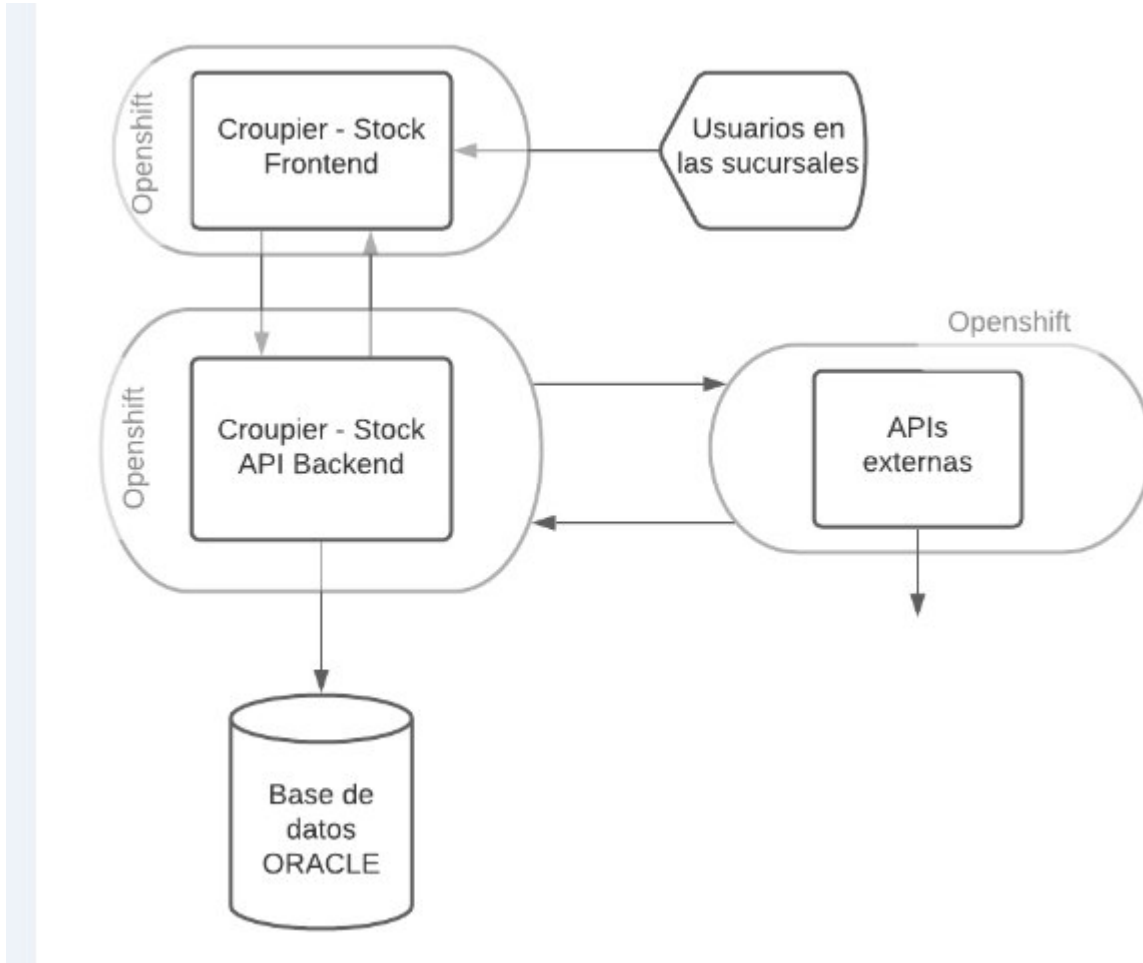 Openshift
Croupier - Stock
Frontend
Usuarios en
las sucursales
Openshift
Croupier - Stock
API Backend
Openshift
APIs
externas
Base de
datos
ORACLE